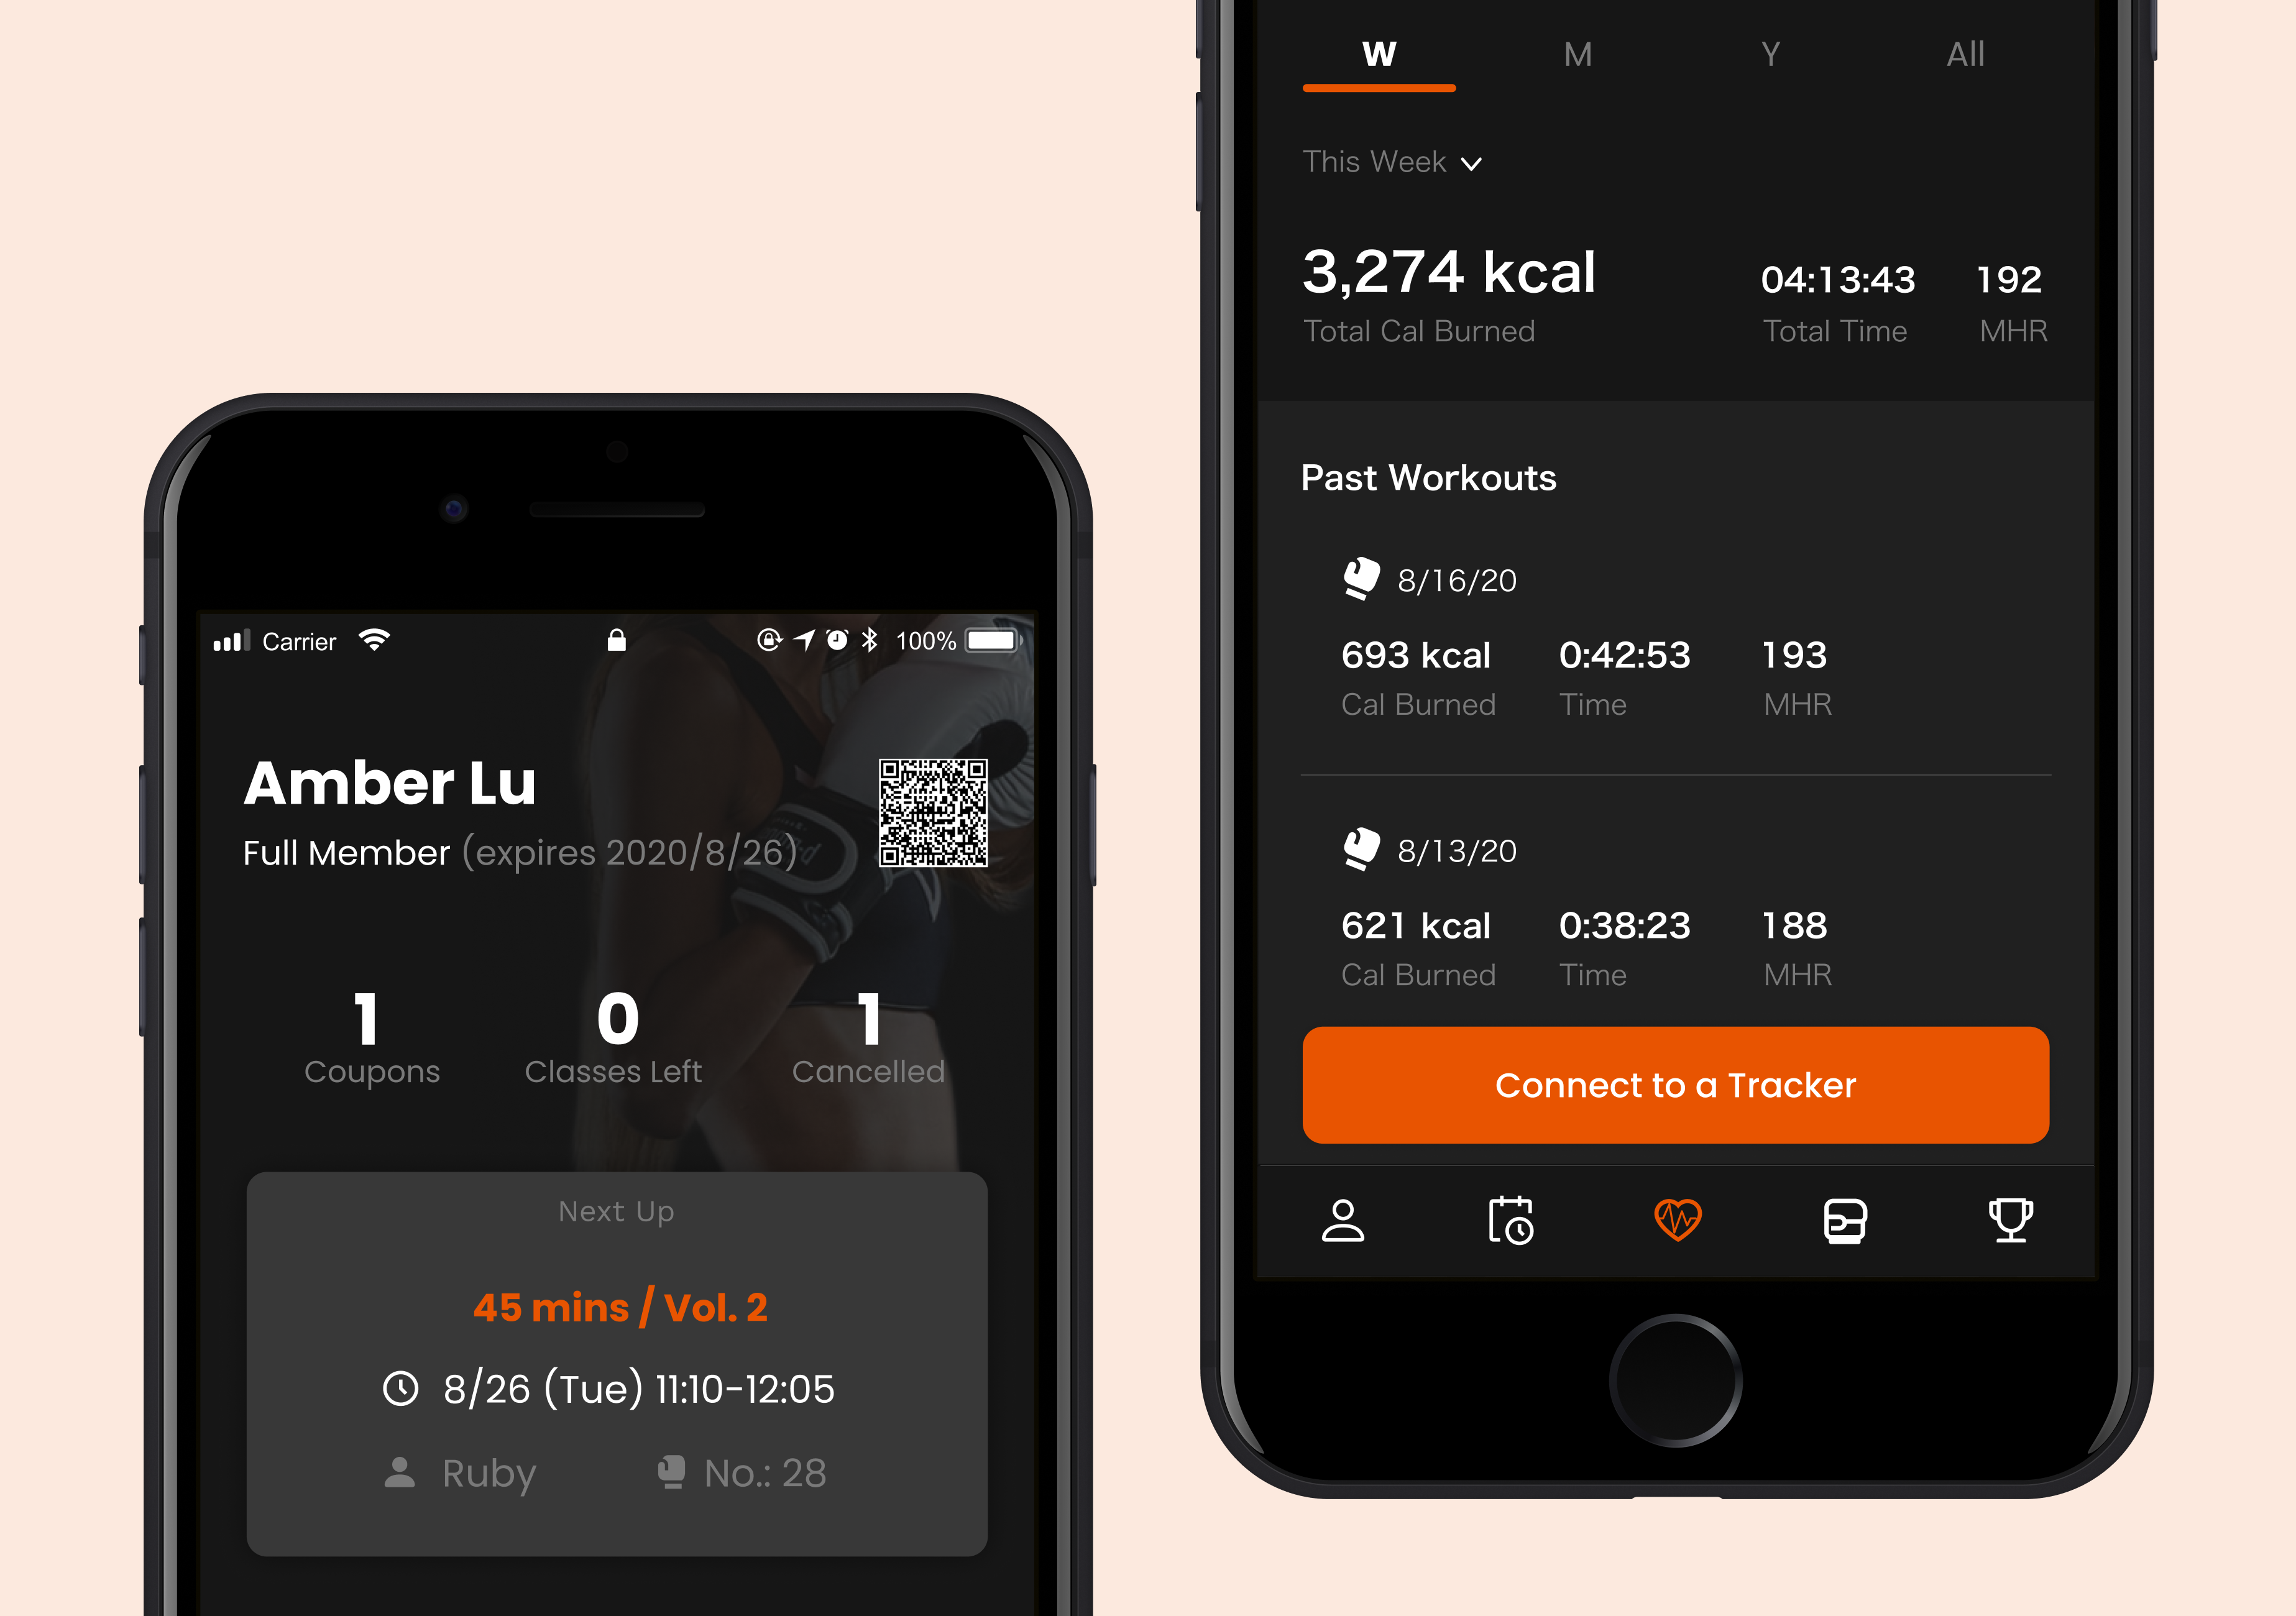 Carrier
100%
Amber Lu
Full Member (expires 2020/8/26)
1
0
1
Coupons
Classes Left
Cancelled
Next Up
45 mins / Vol. 2
8/26 (Tue) 11:10-12:05
Ruby
No.: 28
W
M
Y
All
This Week
3,274 kcal
04:13:43
192
Total Cal Burned
Total Time
MHR
Past Workouts
8/16/20
693 kcal
0:42:53
193
Cal Burned
Time
MHR
8/13/20
621 kcal
0:38:23
188
Cal Burned
Time
MHR
Connect to a Tracker